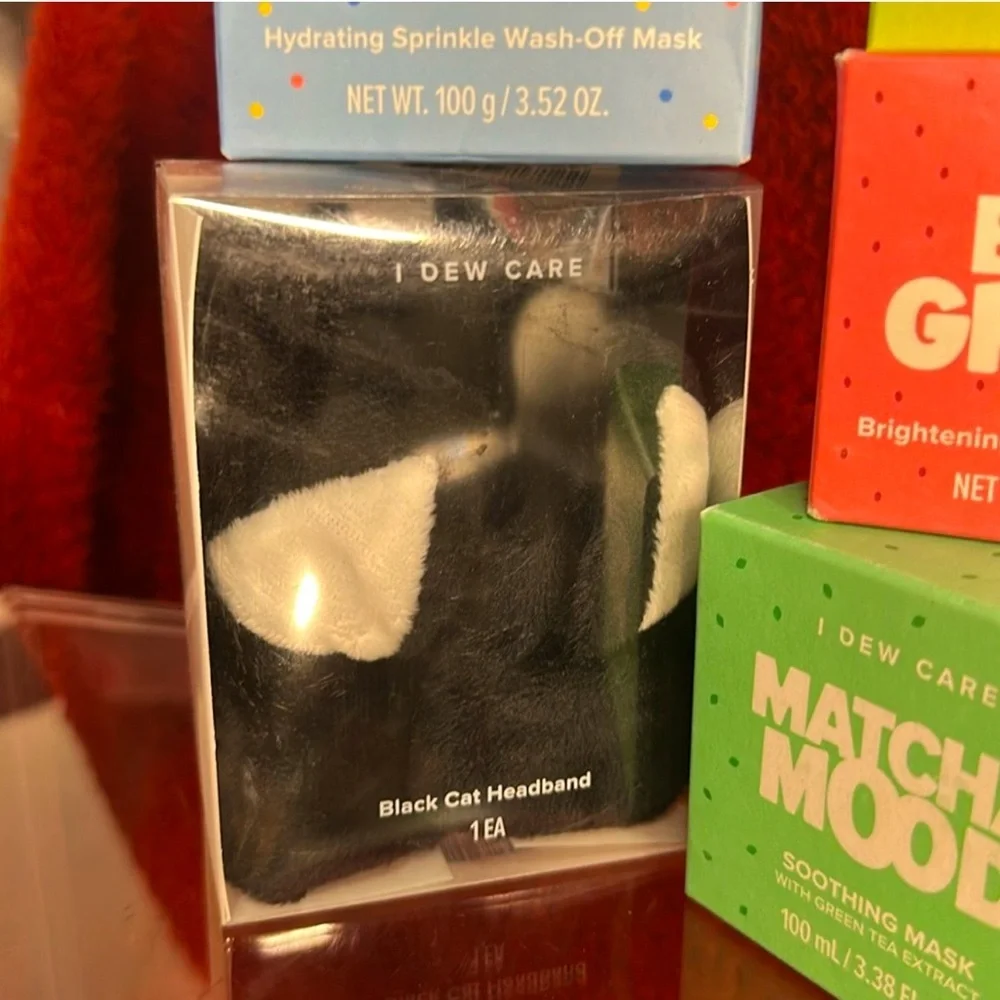 Hydrating Sprinkle Wash-Off Mask
NET WT. 100 g / 3.52 OZ.
I DEW CARE
Black Cat Headband
1 EA
NET
I DEW CARE
MATCHA
MOOD
SOOTHING MASK
WITH GREEN TEA EXTRACT
100 mL / 3.38